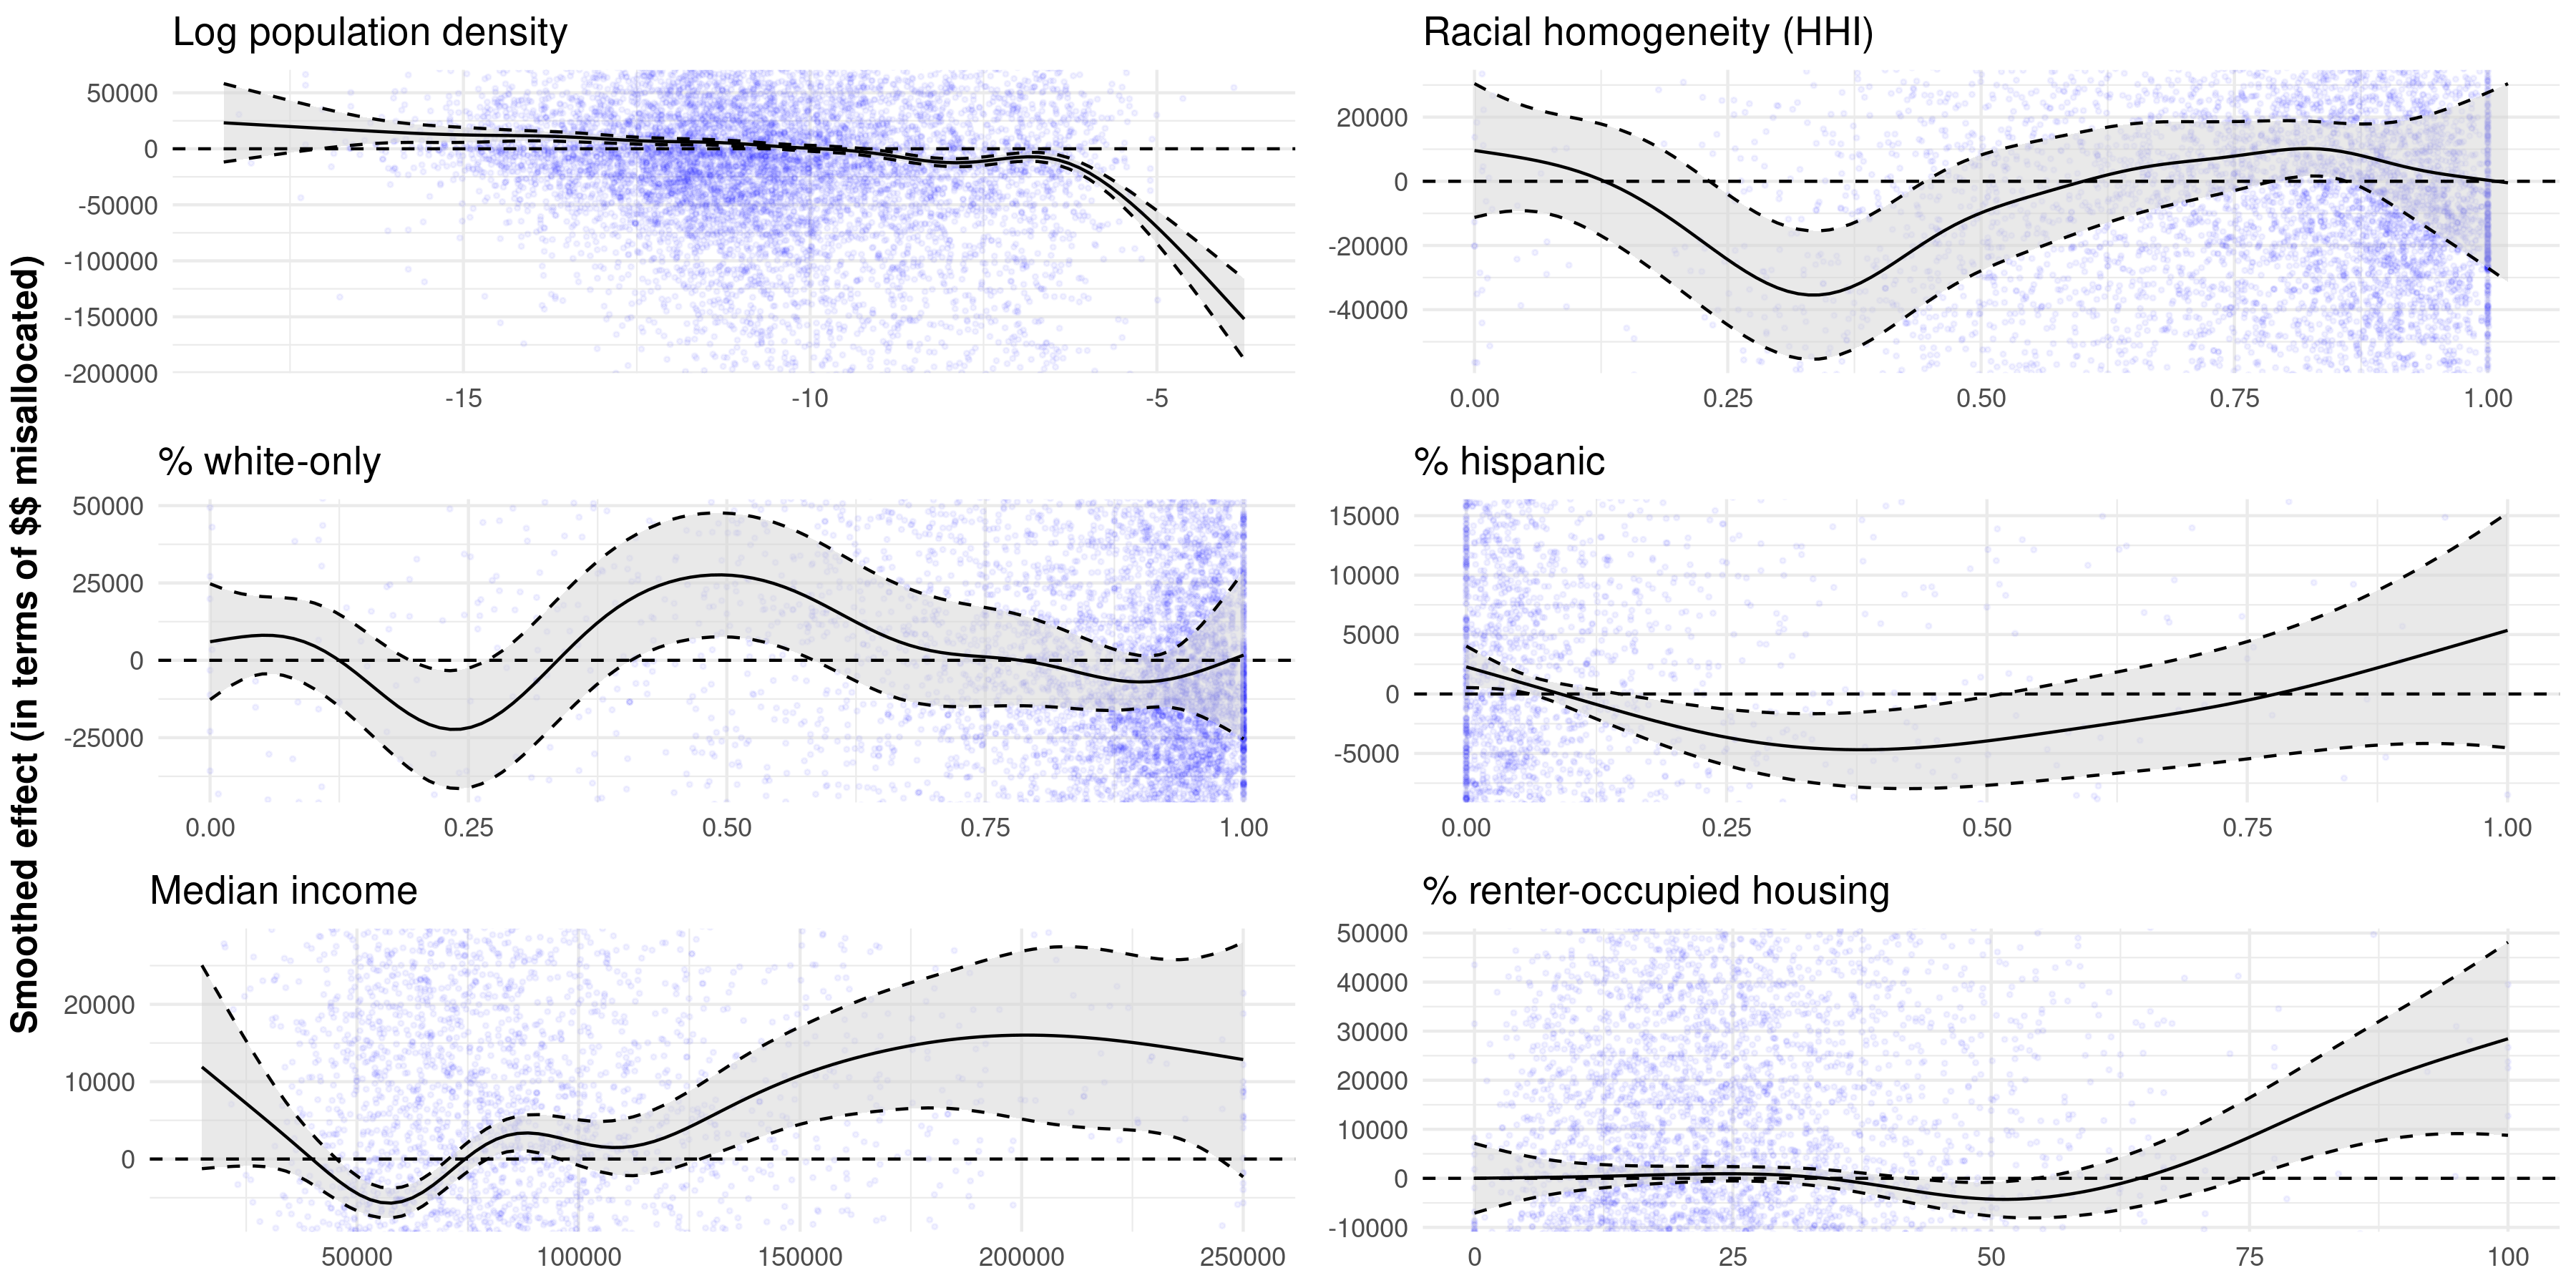 Smoothed effect (in terms of $$ misallocated)
Log population density
50000
0
-50000
-100000
-150000
-200000
-15 -10 -5
Racial homogeneity (HHI)
20000
0
-20000
-40000
0.00 0.25 0.50 0.75 1.00
% white-only
50000
25000
0
-25000
0.00 0.25 0.50 0.75 1.00
% hispanic
15000
10000
5000
0
-5000
0.00 0.25 0.50 0.75 1.00
Median income
20000
10000
0
50000 100000 150000 200000 250000
% renter-occupied housing
50000
40000
30000
20000
10000
0
-10000
0 25 50 75 100